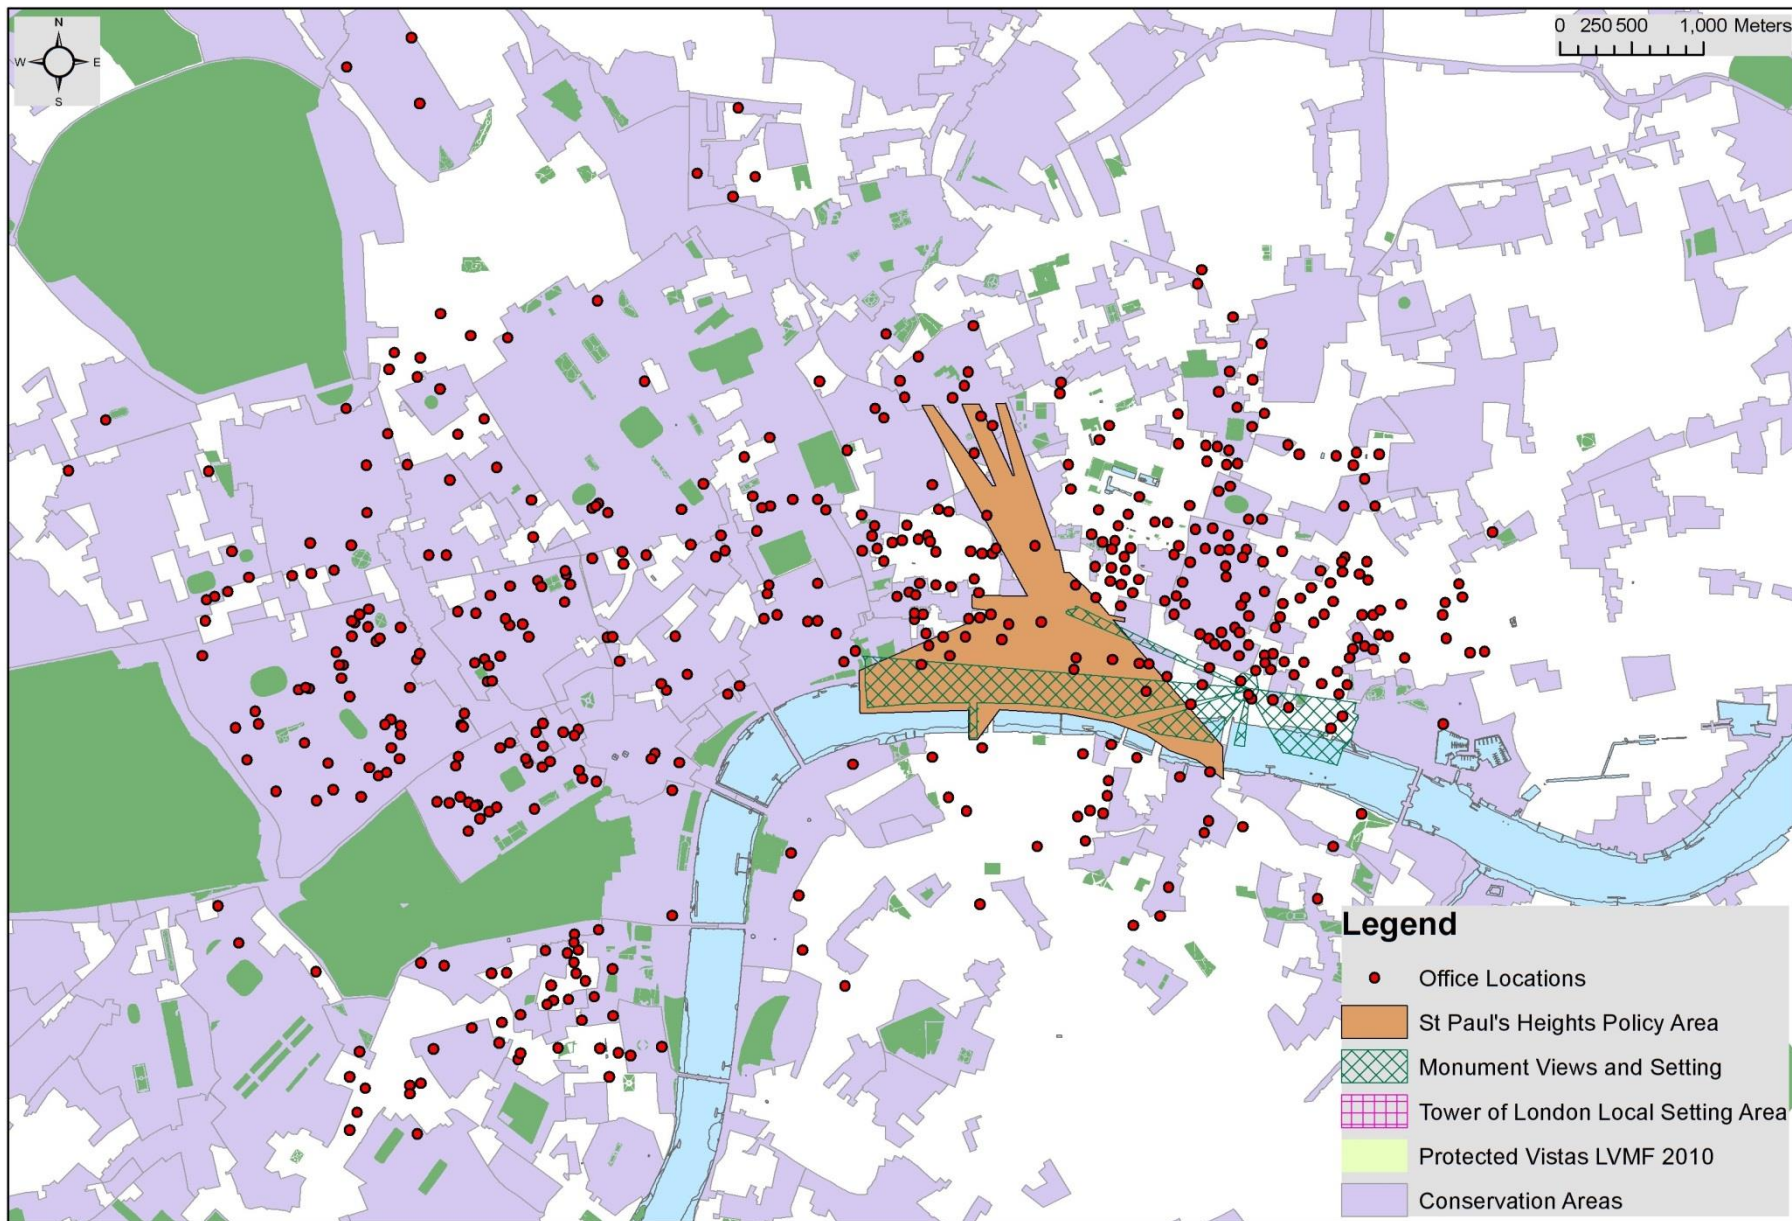 N
W E
S
0 250 500 1,000 Meters
Legend
Office Locations
St Paul's Heights Policy Area
Monument Views and Setting
Tower of London Local Setting Area
Protected Vistas LVMF 2010
Conservation Areas